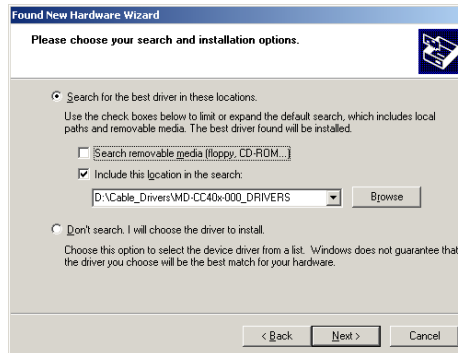 Found New Hardware Wizard
Please choose your search and installation options.
Search for the best driver in these locations.
Use the check boxes below to limit or expand the default search, which includes local
paths and removable media. The best driver found will be installed.
Search removable media (floppy, CD-ROM...)
Include this location in the search:
D:\Cable_Drivers\MD-CC40x-000_DRIVERS
Browse
Don't search. I will choose the driver to install.
Choose this option to select the device driver from a list. Windows does not guarantee that
the driver you choose will be the best match for your hardware.
< Back Next > Cancel